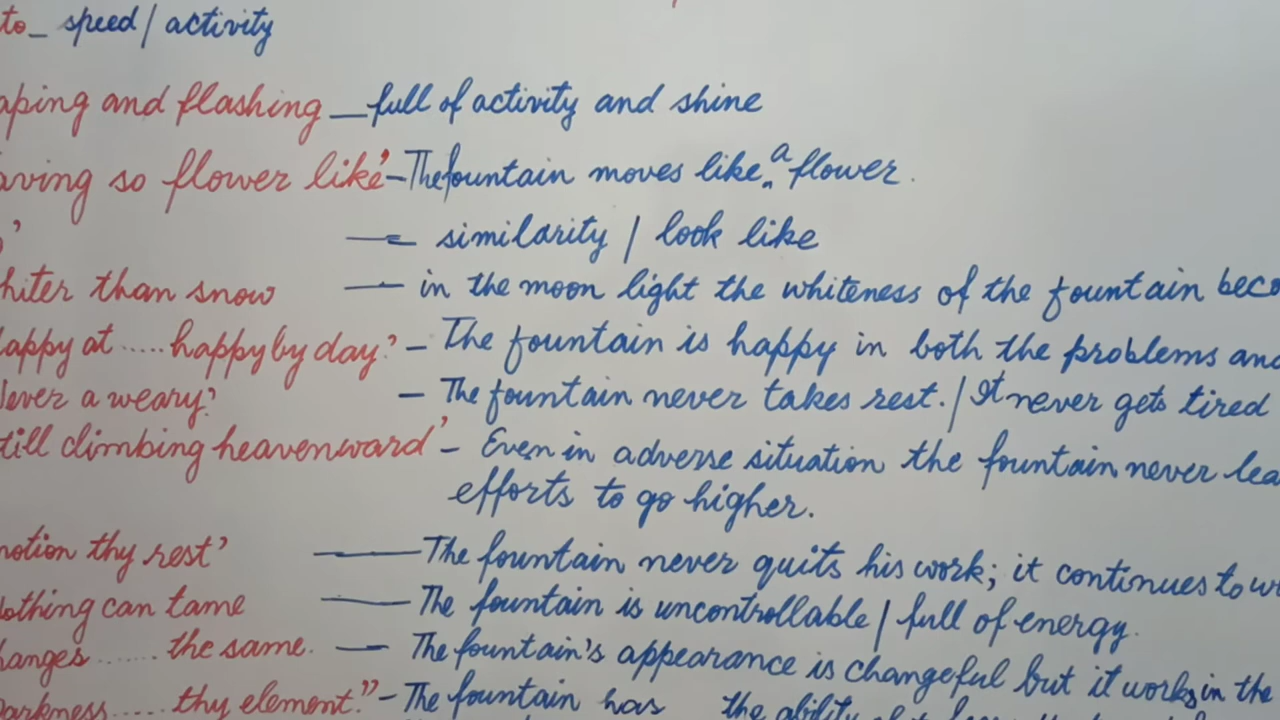 to_ speed / activity
aping and flashing — full of activity and shine
aving so flower like' - The fountain moves like a flower.
' — similarity / look like
hiter than snow — in the moon light the whiteness of the fountain beco
appy at ..... happy by day.' - The fountain is happy in both the problems and
ever a weary' - The fountain never takes rest. / It never gets tired
till climbing heavenward' - Even in adverse situation the fountain never lea
efforts to go higher.
motion thy rest' — The fountain never quits his work; it continues to w
othing can tame — The fountain is uncontrollable / full of energy.
hanges ...... the same. — The fountain's appearance is changeful but it works in the
Darkness..... thy element." - The fountain has the ability